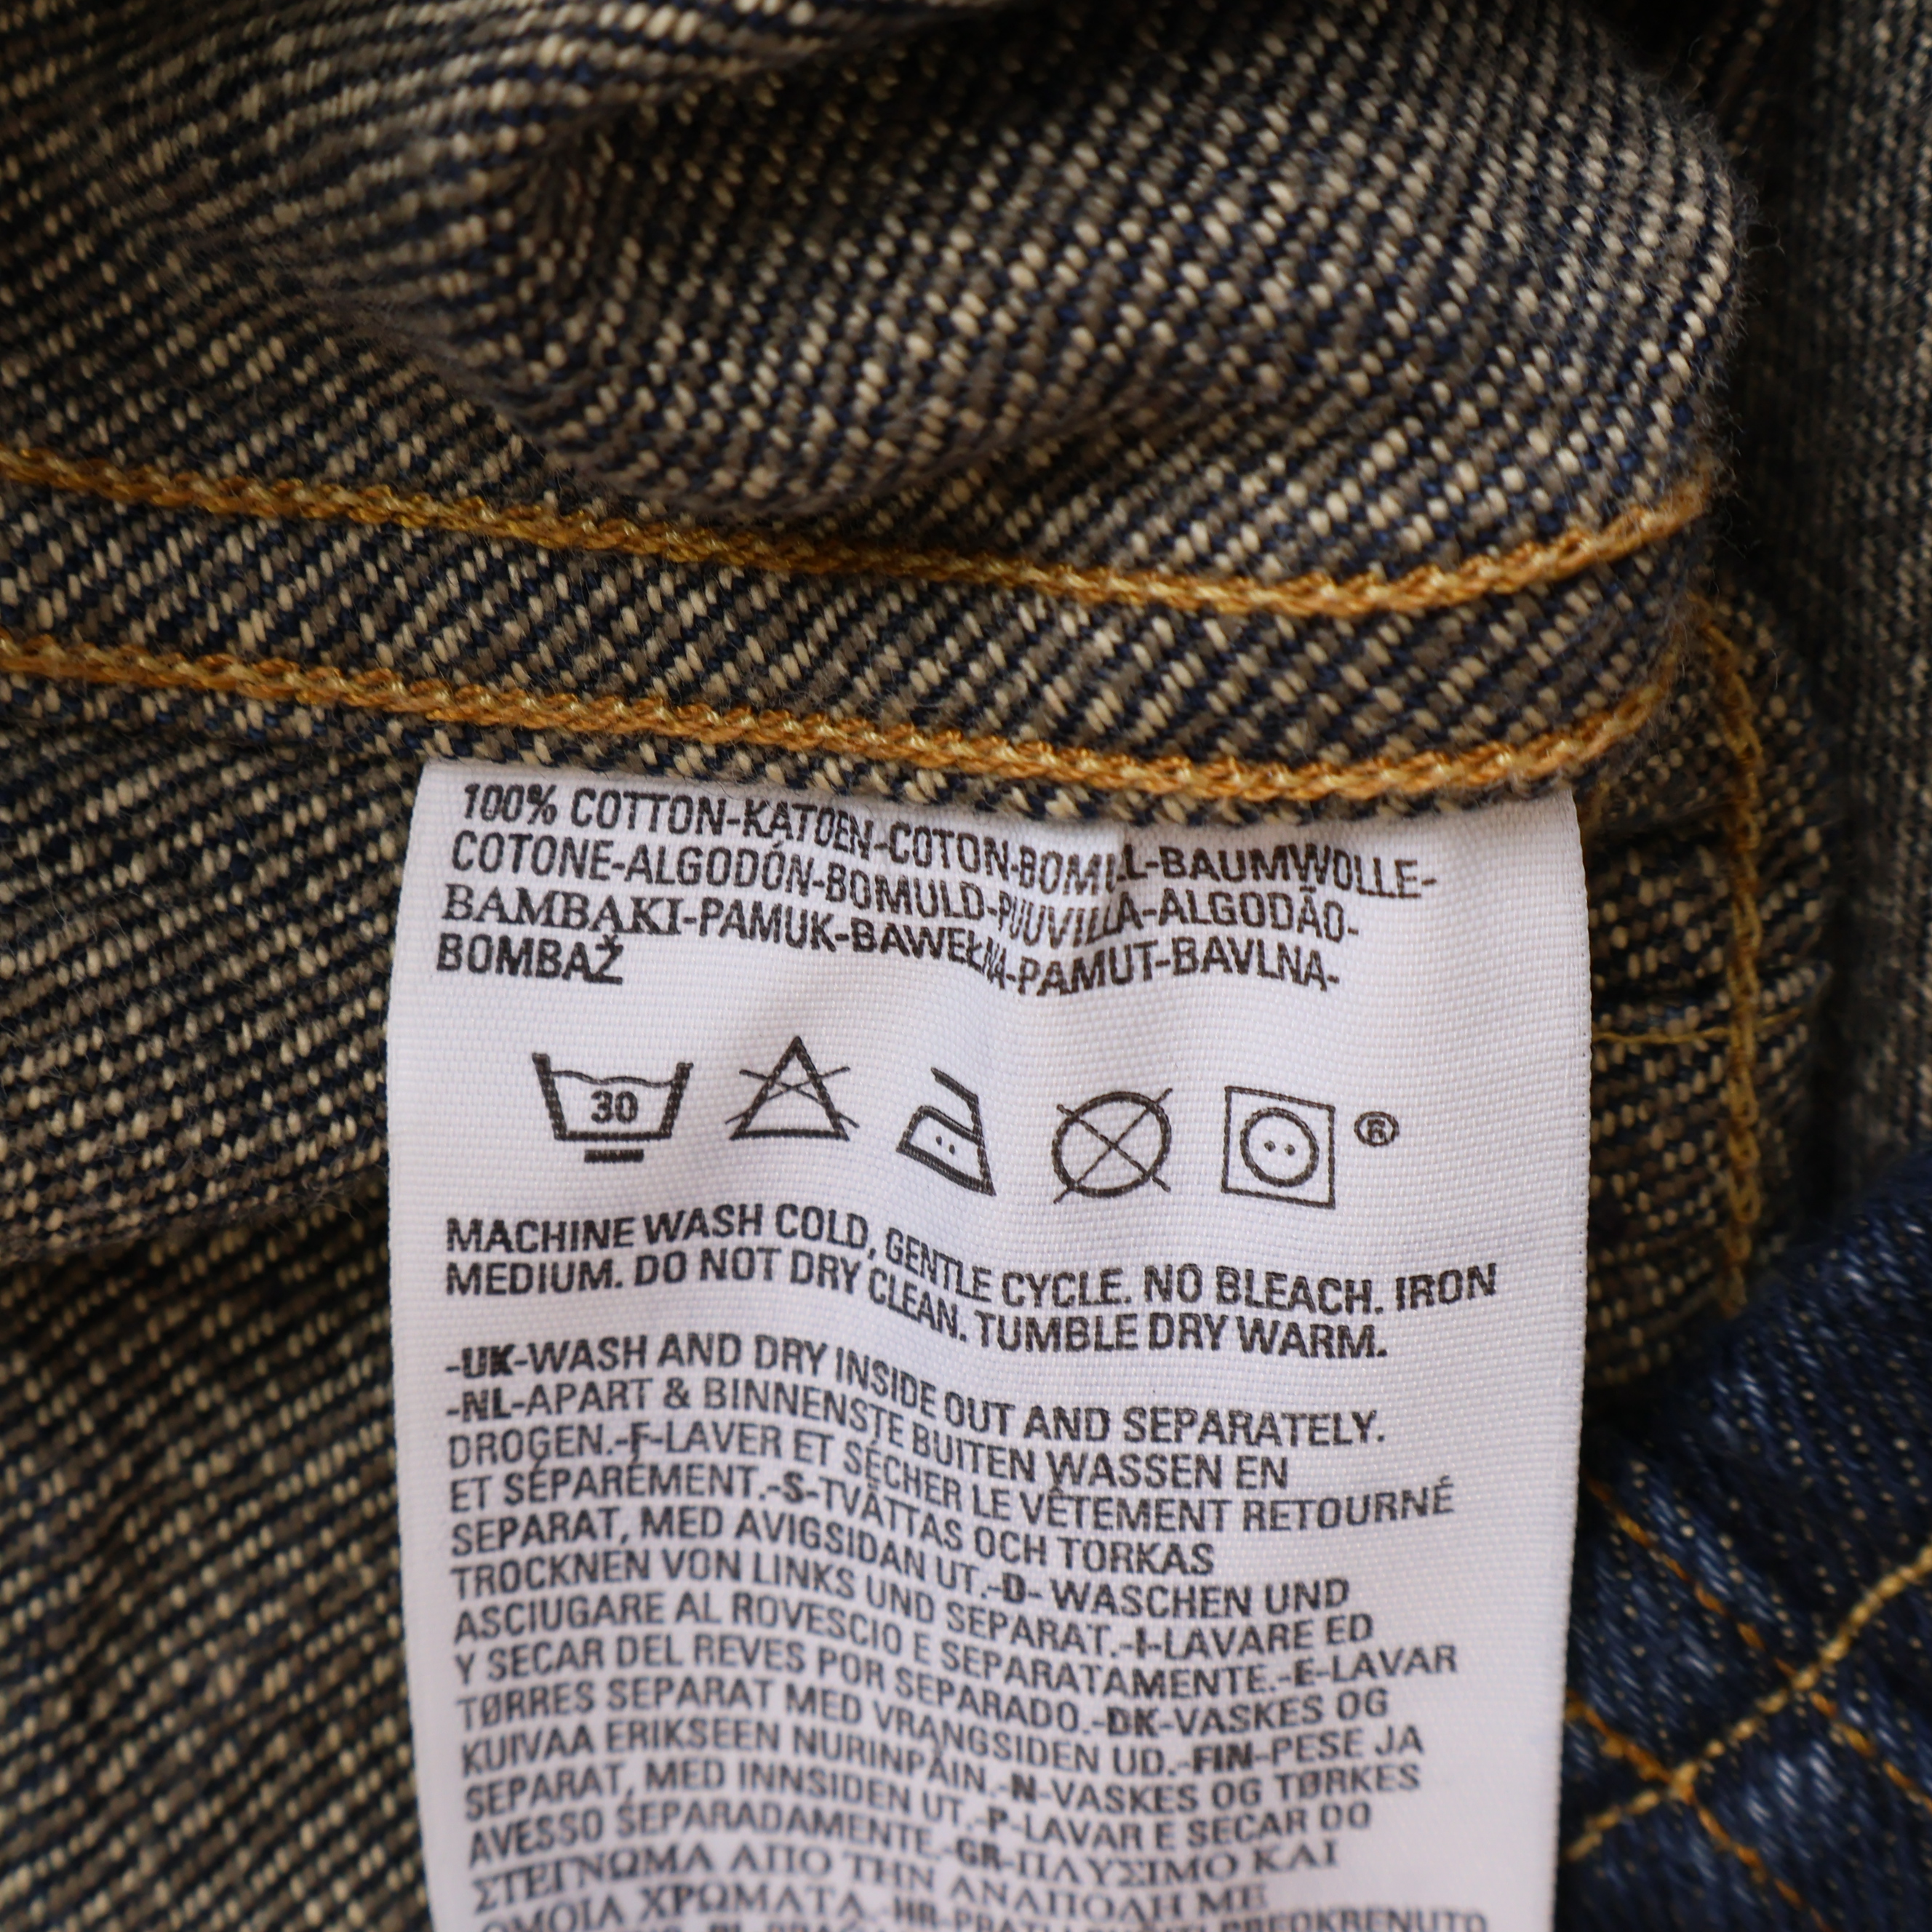 100% COTTON-KATOEN-COTON-BOMULL-BAUMWOLLE-
COTONE-ALGODÓN-BOMULD-PUUVILLA-ALGODÃO-
ΒΑΜΒΑΚΙ-PAMUK-BAWEŁNA-PAMUT-BAVLNA-
BOMBAŽ
30
®
MACHINE WASH COLD, GENTLE CYCLE. NO BLEACH. IRON
MEDIUM. DO NOT DRY CLEAN. TUMBLE DRY WARM.
-UK-WASH AND DRY INSIDE OUT AND SEPARATELY.
-NL-APART & BINNENSTE BUITEN WASSEN EN
DROGEN.-F-LAVER ET SÉCHER LE VÊTEMENT RETOURNÉ
ET SÉPARÉMENT.-S-TVÄTTAS OCH TORKAS
SEPARAT, MED AVIGSIDAN UT.-D- WASCHEN UND
TROCKNEN VON LINKS UND SEPARAT.-I-LAVARE ED
ASCIUGARE AL ROVESCIO E SEPARATAMENTE.-E-LAVAR
Y SECAR DEL REVES POR SEPARADO.-DK-VASKES OG
TØRRES SEPARAT MED VRANGSIDEN UD.-FIN-PESE JA
KUIVAA ERIKSEEN NURINPÄIN.-N-VASKES OG TØRKES
SEPARAT, MED INNSIDEN UT.-P-LAVAR E SECAR DO
AVESSO SEPARADAMENTE.-GR-ΠΛΥΣΙΜΟ ΚΑΙ
ΣΤΕΓΝΩΜΑ ΑΠΟ ΤΗΝ ΑΝΑΠΟΔΗ ΜΕ
ΟΜΟΙΑ ΧΡΩΜΑΤΑ.-HR-PRATI